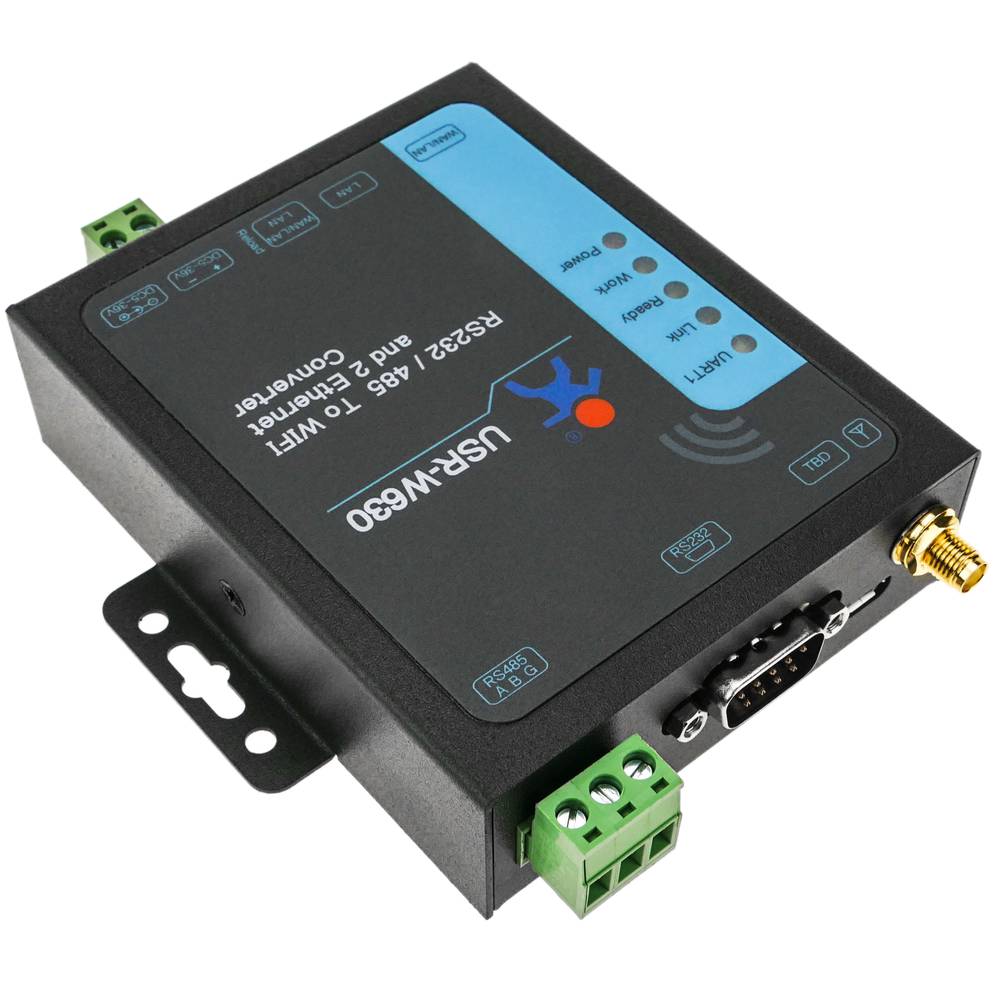 WAN/LAN
Power
Work
Ready
Link
UART1
LAN
WAN/LAN
LAN
Reload
DC5~36V
+ −
DC5~36V
RS232 / 485 To WIFI
and 2 Ethernet
Converter
USR-W630
®
TBD
RS232
RS485
A B G